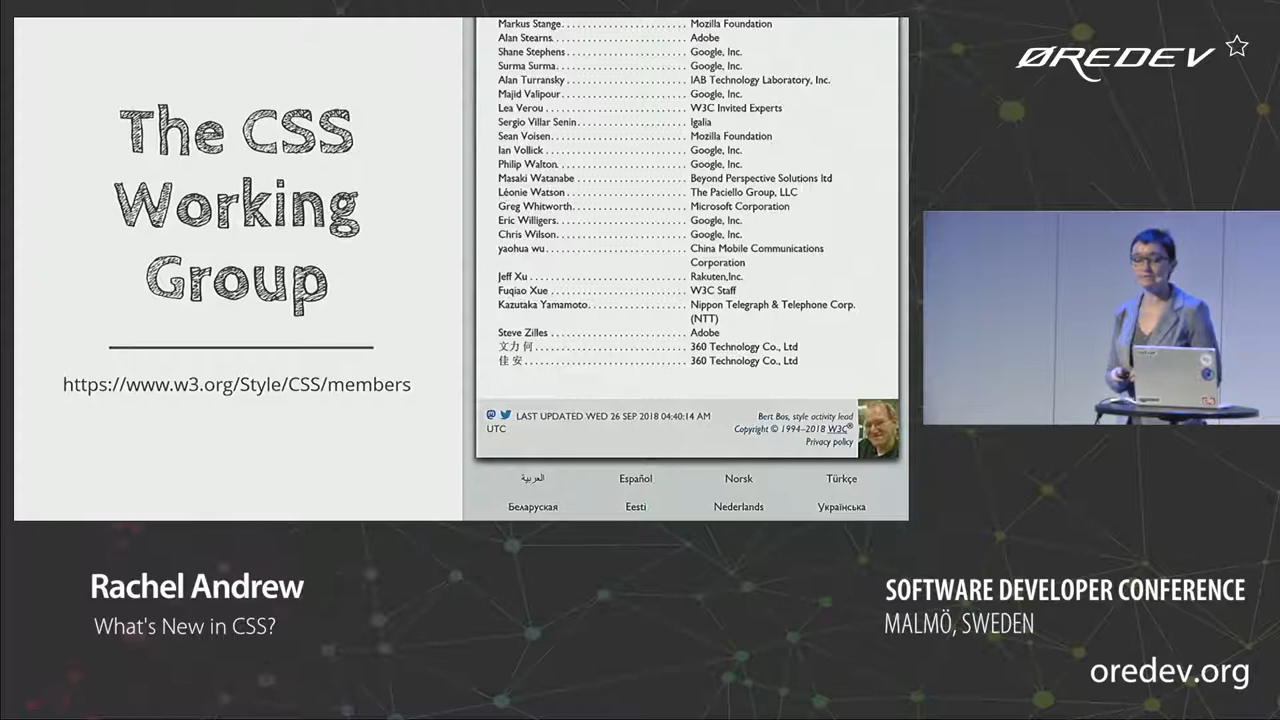 The CSS
Working
Group
https://www.w3.org/Style/CSS/members
Markus Stange. . . . . . . . . . . . . . . . . . . . . . . . Mozilla Foundation
Alan Stearns. . . . . . . . . . . . . . . . . . . . . . . . . . Adobe
Shane Stephens . . . . . . . . . . . . . . . . . . . . . . . Google, Inc.
Surma Surma. . . . . . . . . . . . . . . . . . . . . . . . . Google, Inc.
Alan Turransky . . . . . . . . . . . . . . . . . . . . . . . . IAB Technology Laboratory, Inc.
Majid Valipour. . . . . . . . . . . . . . . . . . . . . . . . Google, Inc.
Lea Verou . . . . . . . . . . . . . . . . . . . . . . . . . . . . W3C Invited Experts
Sergio Villar Senin. . . . . . . . . . . . . . . . . . . . . Igalia
Sean Voisen. . . . . . . . . . . . . . . . . . . . . . . . . . Mozilla Foundation
Ian Vollick . . . . . . . . . . . . . . . . . . . . . . . . . . . Google, Inc.
Philip Walton. . . . . . . . . . . . . . . . . . . . . . . . . Google, Inc.
Masaki Watanabe . . . . . . . . . . . . . . . . . . . . . Beyond Perspective Solutions ltd
Léonie Watson . . . . . . . . . . . . . . . . . . . . . . . The Paciello Group, LLC
Greg Whitworth. . . . . . . . . . . . . . . . . . . . . . Microsoft Corporation
Eric Willigers. . . . . . . . . . . . . . . . . . . . . . . . . Google, Inc.
Chris Wilson. . . . . . . . . . . . . . . . . . . . . . . . . Google, Inc.
yaohua wu . . . . . . . . . . . . . . . . . . . . . . . . . . . China Mobile Communications
Corporation
Jeff Xu . . . . . . . . . . . . . . . . . . . . . . . . . . . . . . Rakuten,Inc.
Fuqiao Xue . . . . . . . . . . . . . . . . . . . . . . . . . . W3C Staff
Kazutaka Yamamoto. . . . . . . . . . . . . . . . . . . Nippon Telegraph & Telephone Corp.
(NTT)
Steve Zilles . . . . . . . . . . . . . . . . . . . . . . . . . . Adobe
文力 何. . . . . . . . . . . . . . . . . . . . . . . . . . . . . 360 Technology Co., Ltd
佳 安. . . . . . . . . . . . . . . . . . . . . . . . . . . . . . 360 Technology Co., Ltd
LAST UPDATED WED 26 SEP 2018 04:40:14 AM
UTC
Bert Bos, style activity lead
Copyright © 1994–2018 W3C®
Privacy policy
العربية Español Norsk Türkçe
Беларуская Eesti Nederlands Українська
ØREDEV
Rachel Andrew
What's New in CSS?
SOFTWARE DEVELOPER CONFERENCE
MALMÖ, SWEDEN
oredev.org